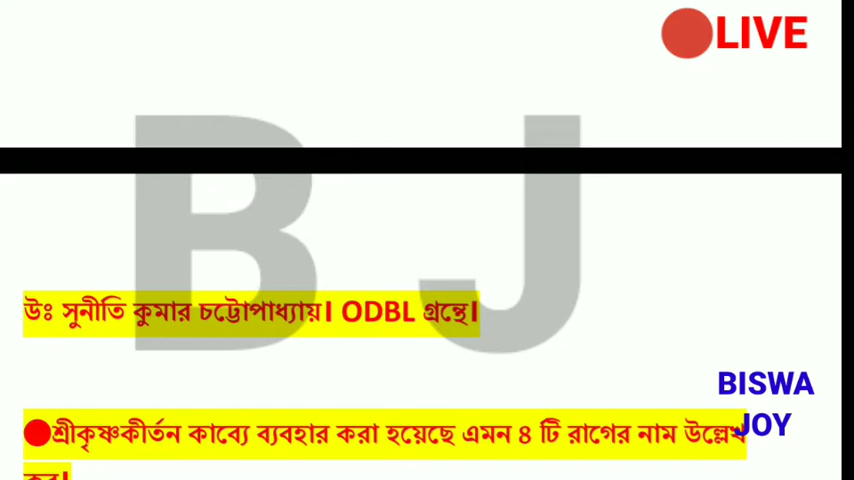 LIVE
B J
উঃ সুনীতি কুমার চট্টোপাধ্যায়। ODBL গ্রন্থে।
BISWA
JOY
শ্রীকৃষ্ণকীর্তন কাব্যে ব্যবহার করা হয়েছে এমন ৪ টি রাগের নাম উল্লেখ